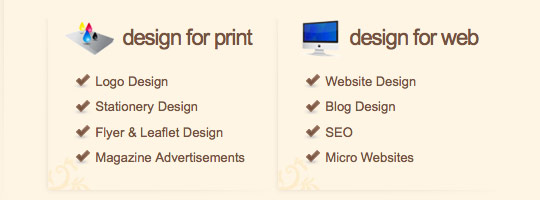 design for print
Logo Design
Stationery Design
Flyer & Leaflet Design
Magazine Advertisements
design for web
Website Design
Blog Design
SEO
Micro Websites